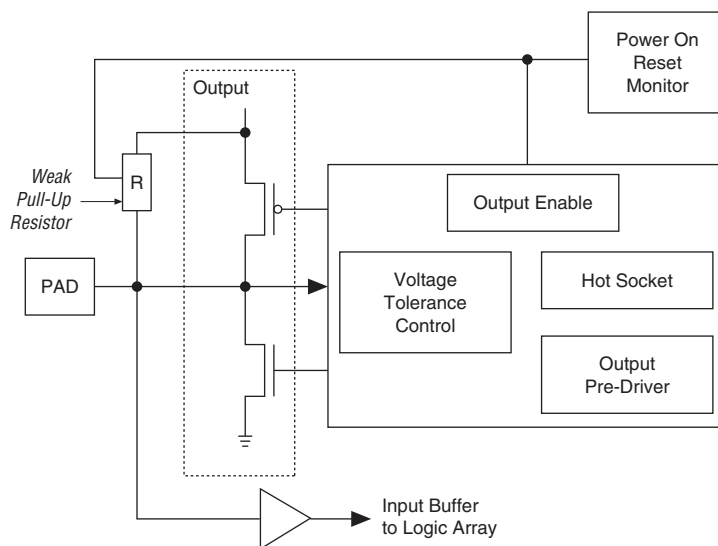 Power On
Reset
Monitor
Output
R
Weak
Pull-Up
Resistor
Output Enable
PAD
Voltage
Tolerance
Control
Hot Socket
Output
Pre-Driver
Input Buffer
to Logic Array